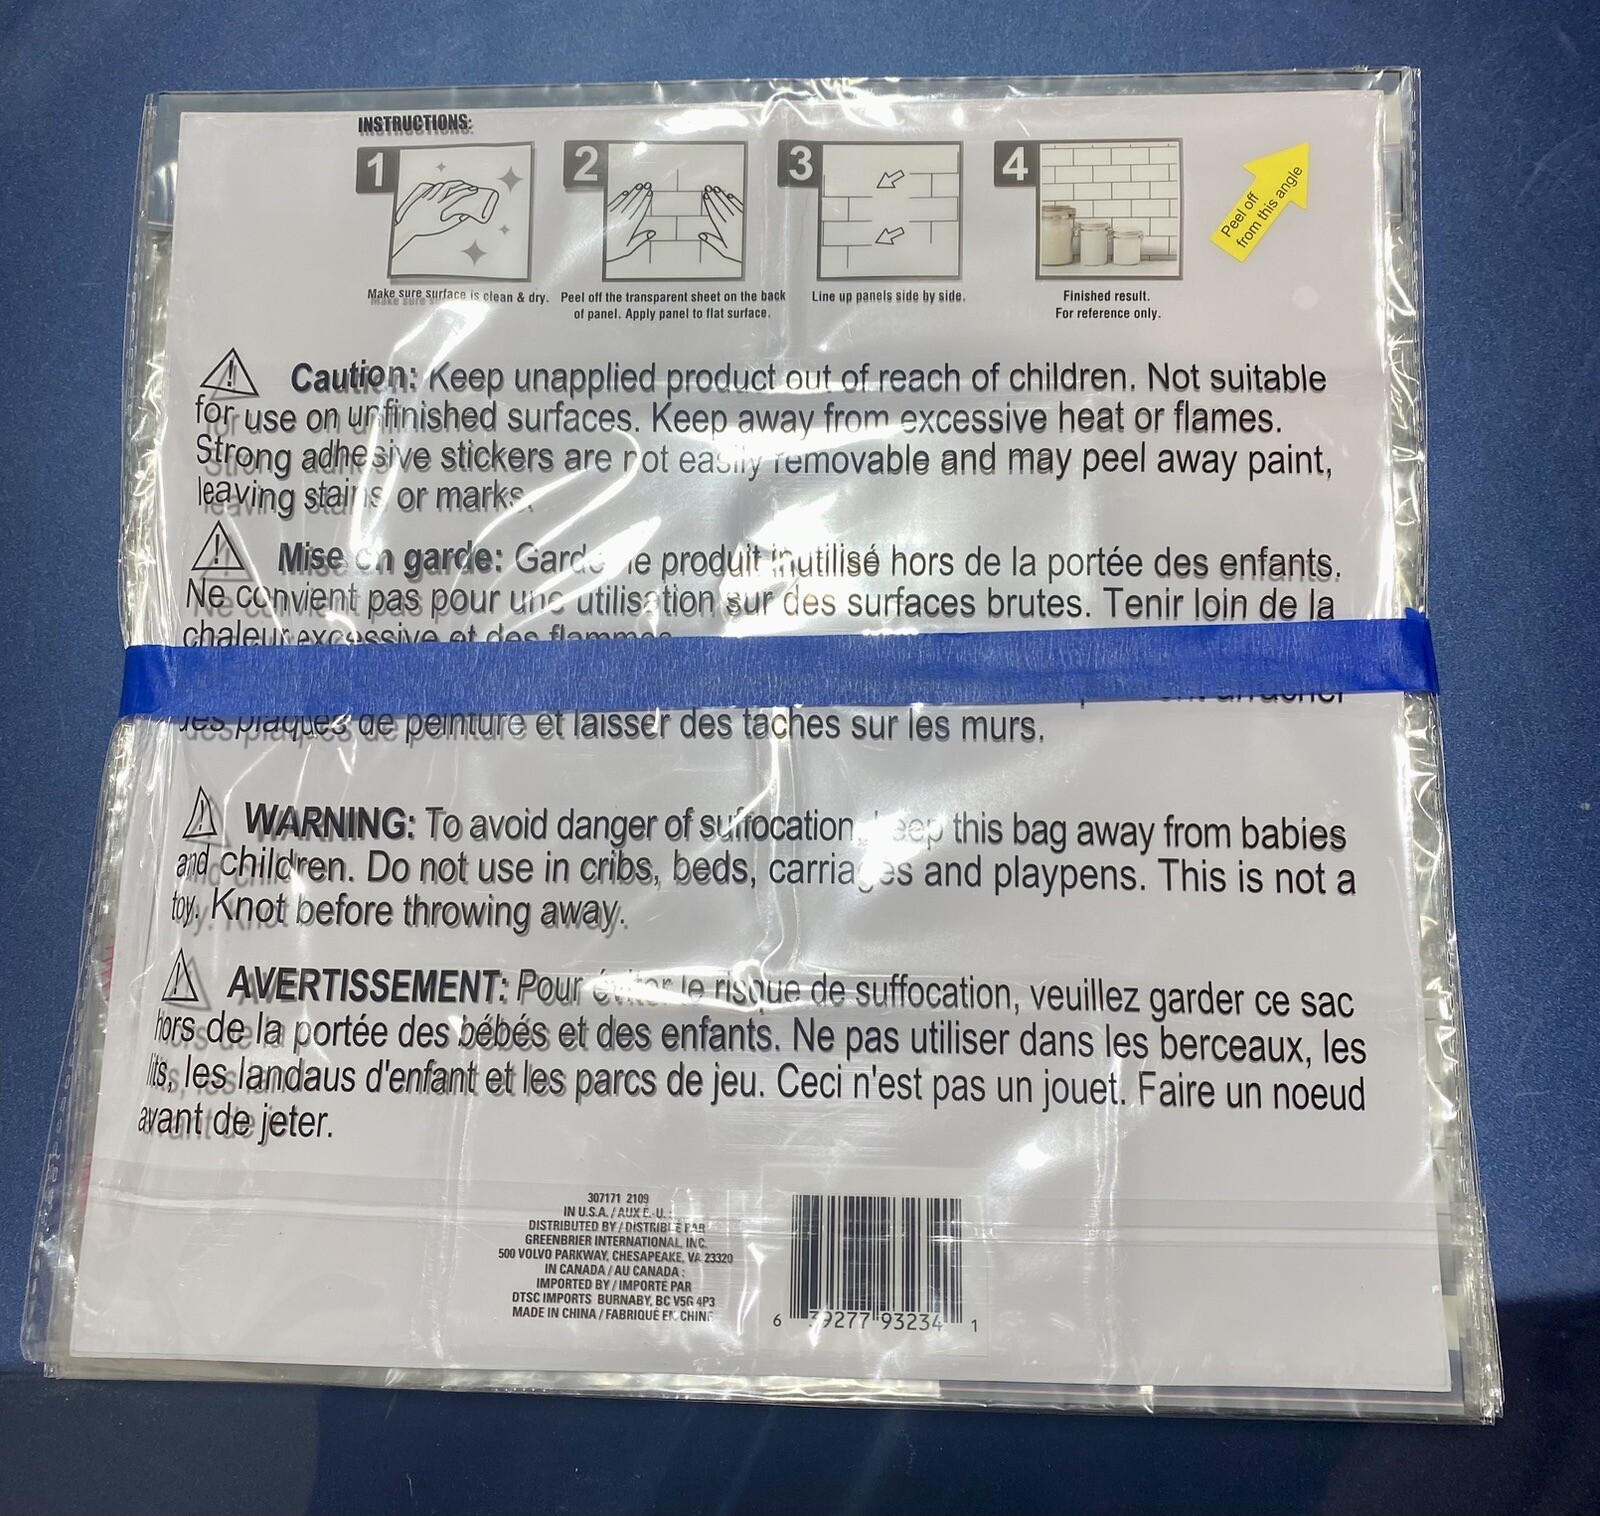 INSTRUCTIONS:
1
2
3
4
Peel off
from this angle
Make sure surface is clean & dry.
Peel off the transparent sheet on the back
of panel. Apply panel to flat surface.
Line up panels side by side.
Finished result.
For reference only.
Caution: Keep unapplied product out of reach of children. Not suitable
for use on unfinished surfaces. Keep away from excessive heat or flames.
Strong adhesive stickers are not easily removable and may peel away paint,
leaving stains or marks.
Mise en garde: Garder le produit inutilisé hors de la portée des enfants.
Ne convient pas pour une utilisation sur des surfaces brutes. Tenir loin de la
chaleur excessive et des flammes.
arracher
des plaques de peinture et laisser des taches sur les murs.
WARNING: To avoid danger of suffocation, keep this bag away from babies
and children. Do not use in cribs, beds, carriages and playpens. This is not a
toy. Knot before throwing away.
AVERTISSEMENT: Pour éviter le risque de suffocation, veuillez garder ce sac
hors de la portée des bébés et des enfants. Ne pas utiliser dans les berceaux, les
lits, les landaus d'enfant et les parcs de jeu. Ceci n'est pas un jouet. Faire un noeud
avant de jeter.
307171 2109
IN U.S.A. / AUX É.-U. :
DISTRIBUTED BY / DISTRIBUÉ PAR
GREENBRIER INTERNATIONAL, INC.
500 VOLVO PARKWAY, CHESAPEAKE, VA 23320
IN CANADA / AU CANADA :
IMPORTED BY / IMPORTÉ PAR
DTSC IMPORTS BURNABY, BC V5G 4P3
MADE IN CHINA / FABRIQUÉ EN CHINE
6 39277 93234 1